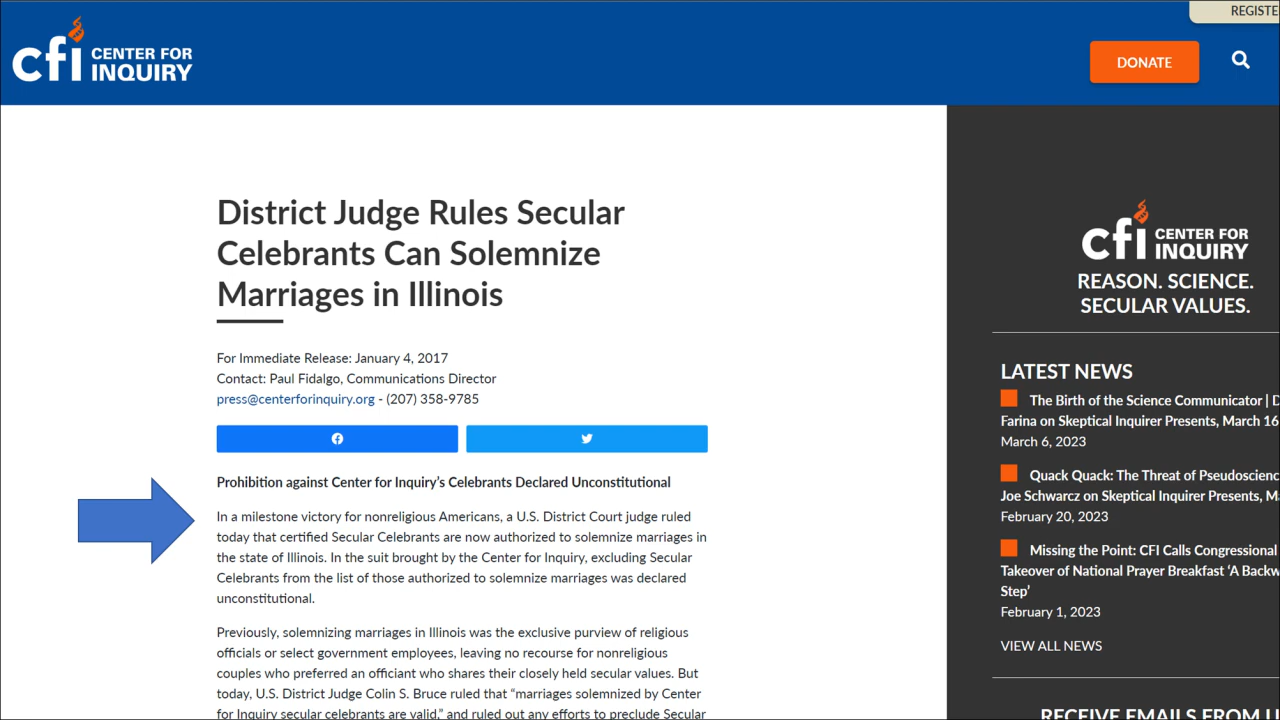 REGISTE
cfi CENTER FOR
INQUIRY
DONATE
District Judge Rules Secular
Celebrants Can Solemnize
Marriages in Illinois
For Immediate Release: January 4, 2017
Contact: Paul Fidalgo, Communications Director
press@centerforinquiry.org - (207) 358-9785
Prohibition against Center for Inquiry’s Celebrants Declared Unconstitutional
In a milestone victory for nonreligious Americans, a U.S. District Court judge ruled
today that certified Secular Celebrants are now authorized to solemnize marriages in
the state of Illinois. In the suit brought by the Center for Inquiry, excluding Secular
Celebrants from the list of those authorized to solemnize marriages was declared
unconstitutional.
Previously, solemnizing marriages in Illinois was the exclusive purview of religious
officials or select government employees, leaving no recourse for nonreligious
couples who preferred an officiant who shares their closely held secular values. But
today, U.S. District Judge Colin S. Bruce ruled that “marriages solemnized by Center
for Inquiry secular celebrants are valid,” and ruled out any efforts to preclude Secular
cfi CENTER FOR
INQUIRY
REASON. SCIENCE.
SECULAR VALUES.
LATEST NEWS
The Birth of the Science Communicator | D
Farina on Skeptical Inquirer Presents, March 16
March 6, 2023
Quack Quack: The Threat of Pseudoscienc
Joe Schwarcz on Skeptical Inquirer Presents, M
February 20, 2023
Missing the Point: CFI Calls Congressional
Takeover of National Prayer Breakfast ‘A Backw
Step’
February 1, 2023
VIEW ALL NEWS
RECEIVE EMAILS FROM U